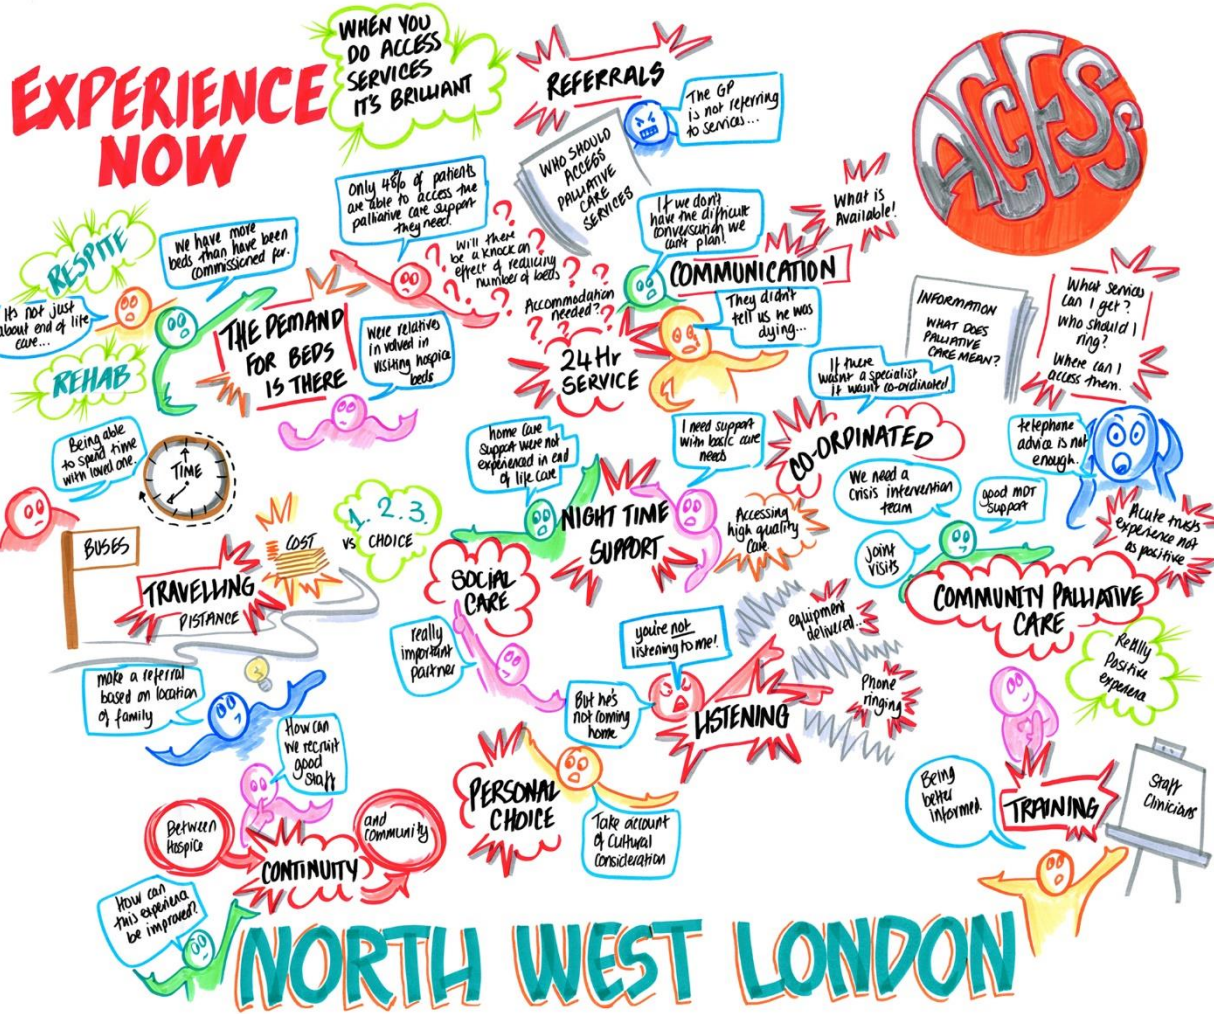 EXPERIENCE
NOW
WHEN YOU
DO ACCESS
SERVICES
IT'S BRILLIANT
REFERRALS
The GP
is not referring
to services...
WHO SHOULD
ACCESS
PALLIATIVE
CARE
SERVICES
ACCESS
What is
Available!
Only 48% of patients
are able to access the
palliative care support
they need.
Will there
be a knock on
effect of reducing
number of beds
?
Accommodation
needed?
If we don't
have the difficult
conversation we
can't plan.
COMMUNICATION
They didn't
tell us he was
dying...
24Hr
SERVICE
RESPITE
It's not just
about end of life
care...
REHAB
We have more
beds than have been
commissioned for.
THE DEMAND
FOR BEDS
IS THERE
Were relatives
involved in
visiting hospice
beds
INFORMATION
WHAT DOES
PALLIATIVE
CARE MEAN?
What services
can I get?
Who should I
ring?
Where can I
access them.
If there
wasn't a specialist
it wasn't co-ordinated!
CO-ORDINATED
telephone
advice is not
enough.
Being able
to spend time
with loved one.
TIME
BUSES
TRAVELLING
DISTANCE
COST
VS
1. 2. 3.
CHOICE
home care
support were not
experienced in end
of life care
I need support
with basic care
needs
NIGHT TIME
SUPPORT
Accessing
high quality
care
We need a
crisis intervention
team
good MDT
support
Joint
visits
Acute trusts
experience not
as positive
COMMUNITY PALLIATIVE
CARE
Really
positive
experience
SOCIAL
CARE
really
important
partner
you're not
listening to me!
But he's
not coming
home
LISTENING
equipment
delivered...
Phone
ringing
make a referral
based on location
of family
How can
we recruit
good
staff
Between
Hospice
and
community
CONTINUITY
How can
this experience
be improved?
PERSONAL
CHOICE
Take account
of cultural
consideration
Being
better
informed.
TRAINING
Staff
Clinicians
NORTH WEST LONDON